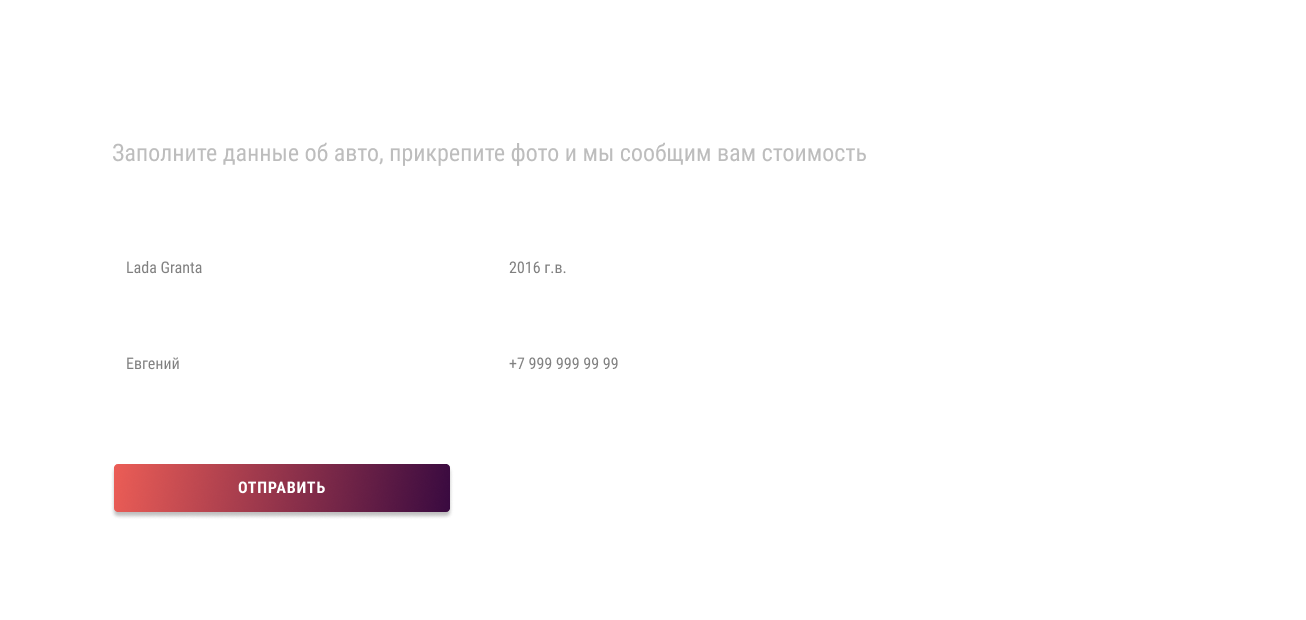 Заполните данные об авто, прикрепите фото и мы сообщим вам стоимость
Lada Granta
2016 г.в.
Евгений
+7 999 999 99 99
ОТПРАВИТЬ